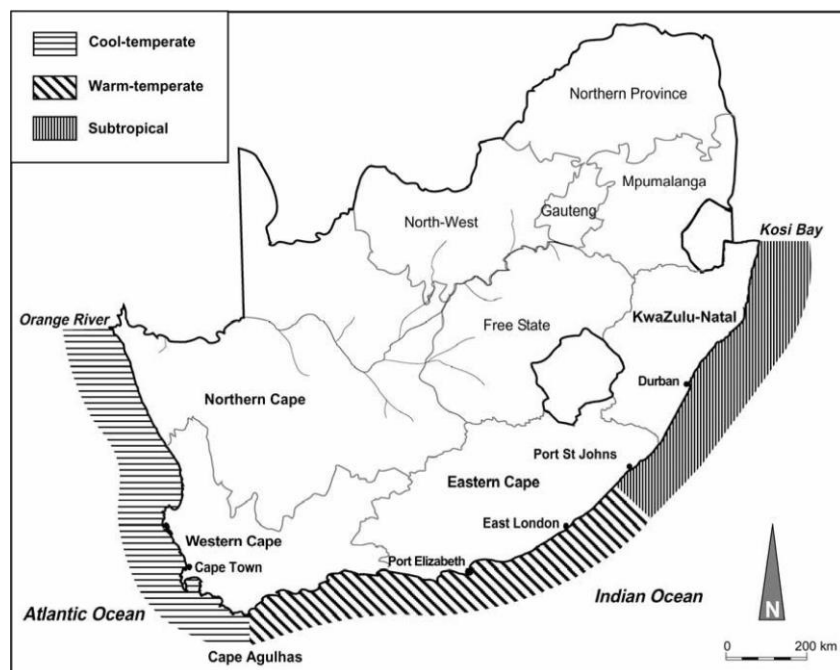 Cool-temperate
Warm-temperate
Subtropical
Northern Province
Mpumalanga
Gauteng
North-West
Kosi Bay
Orange River
Free State
KwaZulu-Natal
Durban
Northern Cape
Port St Johns
Eastern Cape
East London
Western Cape
Port Elizabeth
Cape Town
Indian Ocean
Atlantic Ocean
N
Cape Agulhas
0 200 km